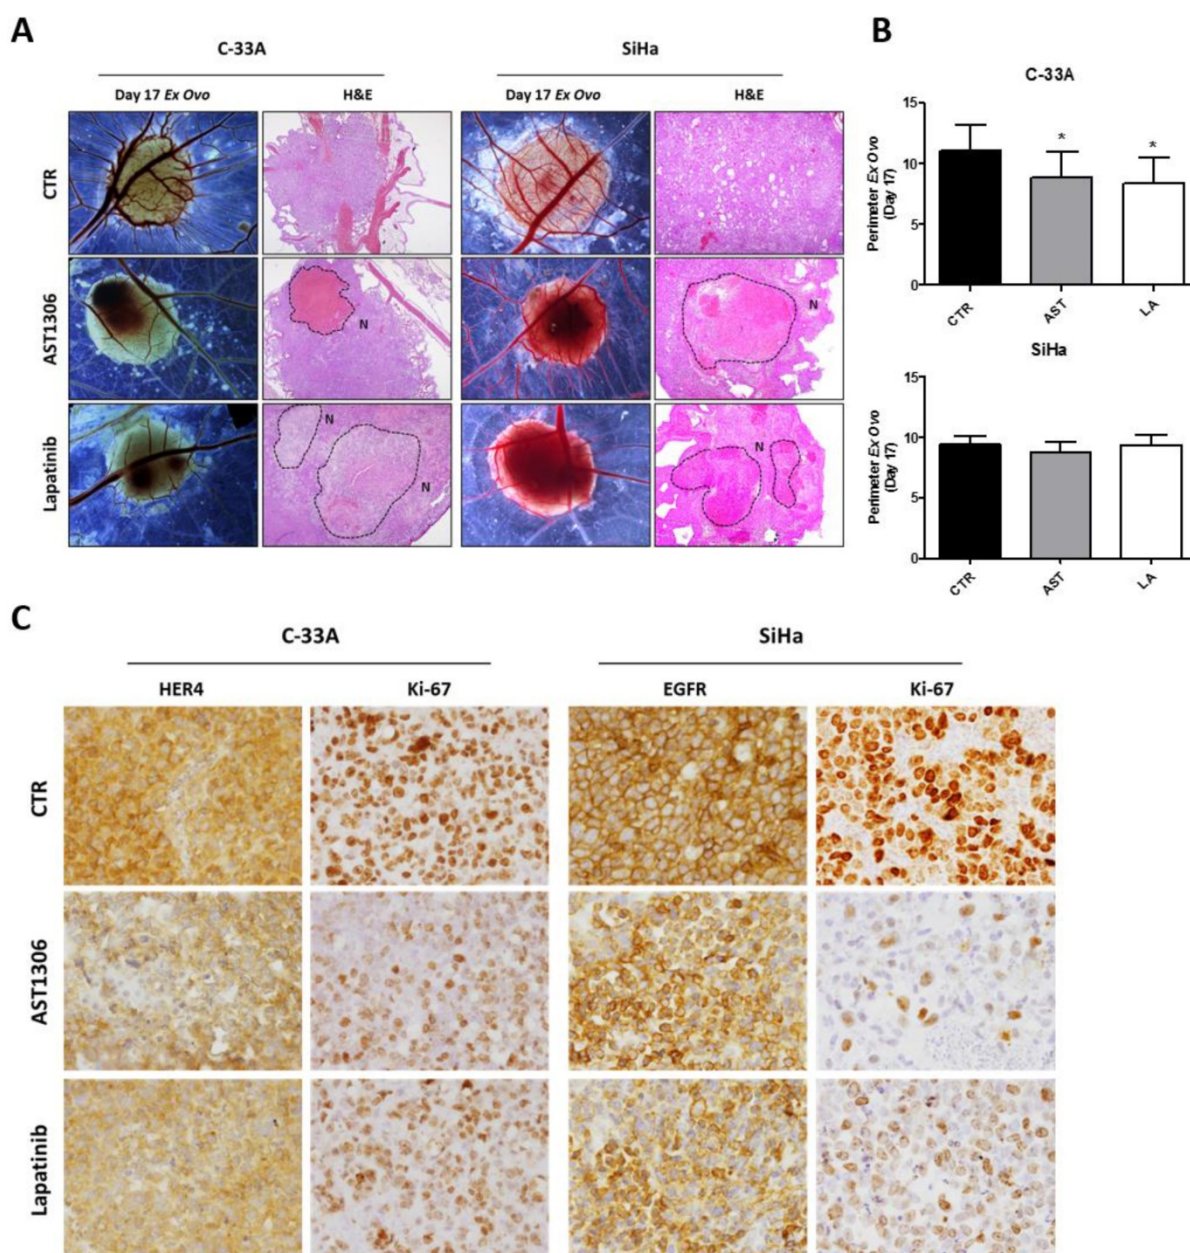 A
C-33A
SiHa
Day 17 Ex Ovo
H&E
Day 17 Ex Ovo
H&E
CTR
AST1306
N
N
Lapatinib
N
N
N
B
C-33A
Perimeter Ex Ovo
(Day 17)
15
10
5
0
*
*
CTR
AST
LA
SiHa
Perimeter Ex Ovo
(Day 17)
15
10
5
0
CTR
AST
LA
C
C-33A
SiHa
HER4
Ki-67
EGFR
Ki-67
CTR
AST1306
Lapatinib